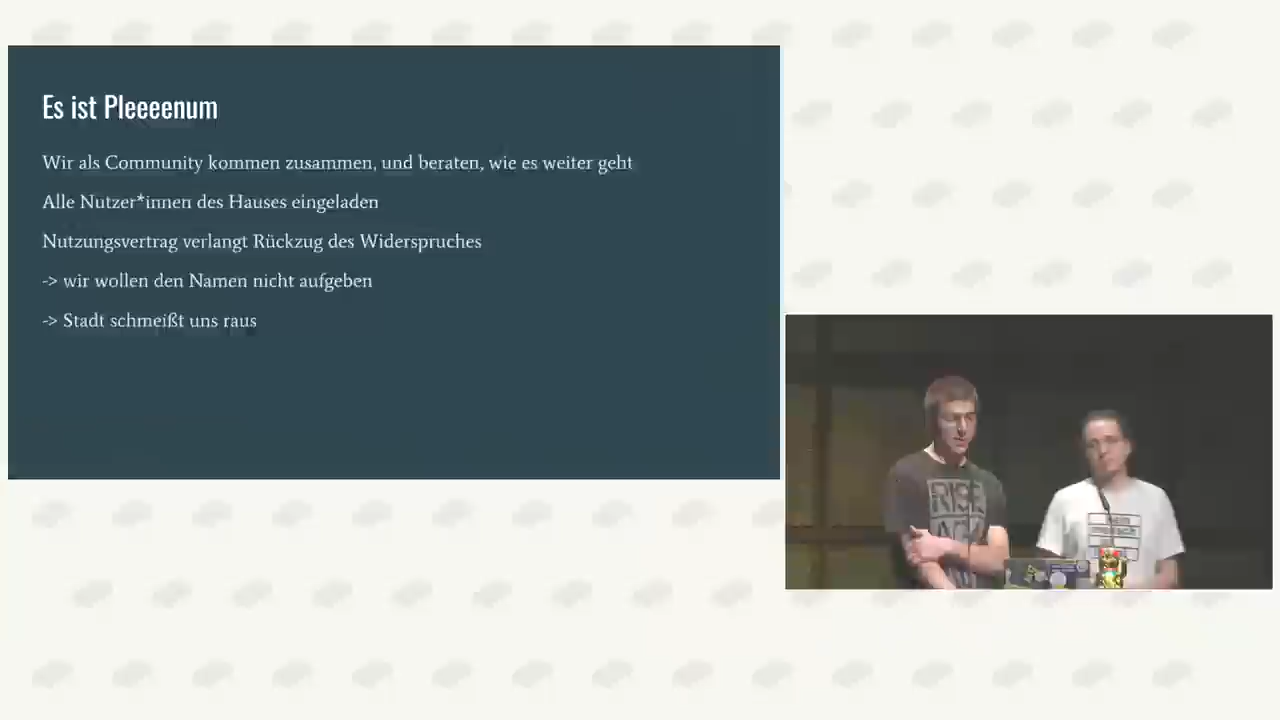 Es ist Pleeeenum
Wir als Community kommen zusammen, und beraten, wie es weiter geht
Alle Nutzer*innen des Hauses eingeladen
Nutzungsvertrag verlangt Rückzug des Widerspruches
-> wir wollen den Namen nicht aufgeben
-> Stadt schmeißt uns raus
RISE